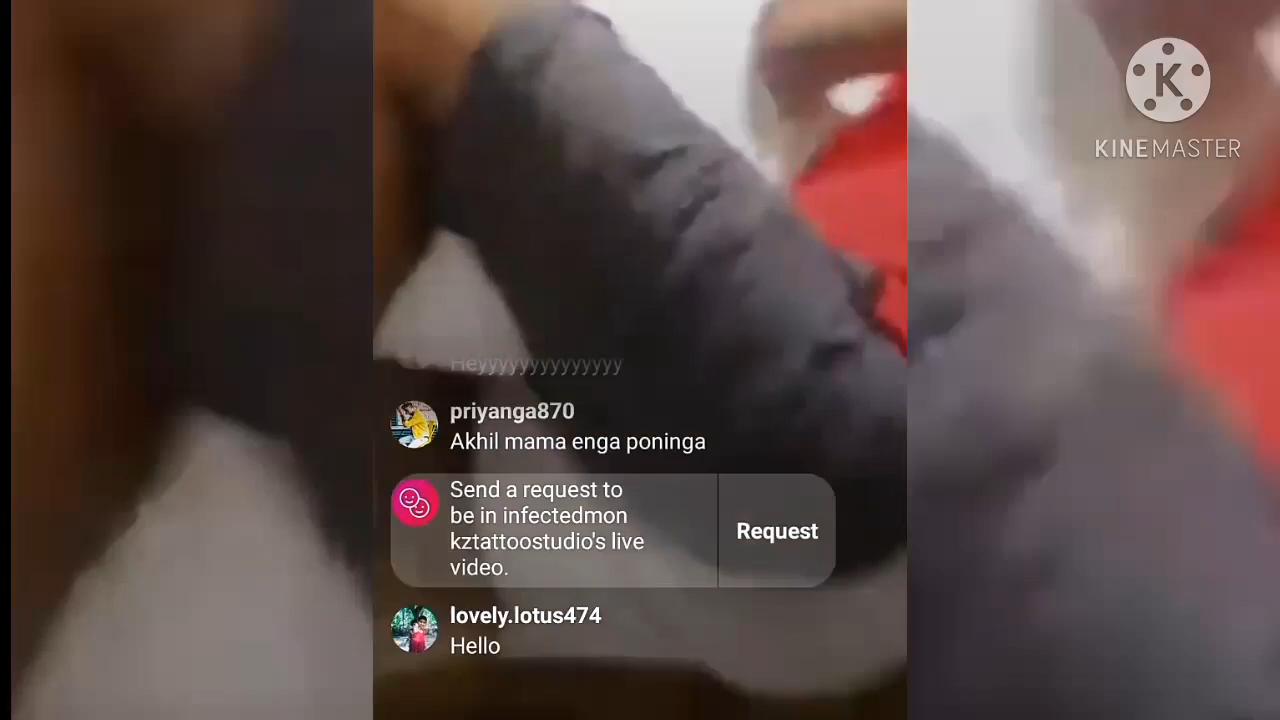 K
KINEMASTER
Heyyyyyyyyyyyyyyy
priyanga870
Akhil mama enga poninga
Send a request to
be in infectedmon
kztattoostudio's live
video.
Request
lovely.lotus474
Hello